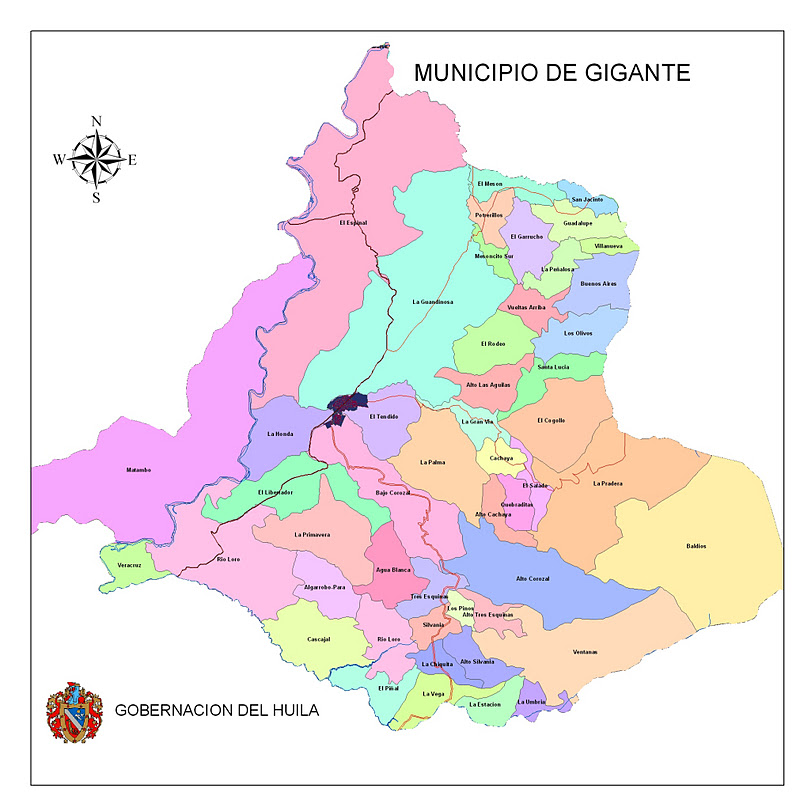 MUNICIPIO DE GIGANTE
N
W E
S
El Meson
San Jacinto
Potrerillos
Guadalupe
El Espinal
El Garrucho
Villanueva
Mesoncito Sur
La Peñalosa
Buenos Aires
La Guandinosa
Vueltas Arriba
Los Olivos
El Rodeo
Santa Lucia
Alto Las Aguilas
El Tendido
La Gran Via
El Cogollo
La Honda
Cachaya
La Palma
Matambo
El Salado
La Pradera
El Libertador
Bajo Corozal
Quebraditas
Alto Cachaya
La Primavera
Baldios
Rio Loro
Veracruz
Agua Blanca
Alto Corozal
Algarrobo-Para
Tres Esquinas
Los Pinos
Alto Tres Esquinas
Silvania
Cascajal
Rio Loro
Ventanas
La Chiquita
Alto Silvania
El Piñal
La Vega
La Umbria
La Estacion
GOBERNACION DEL HUILA